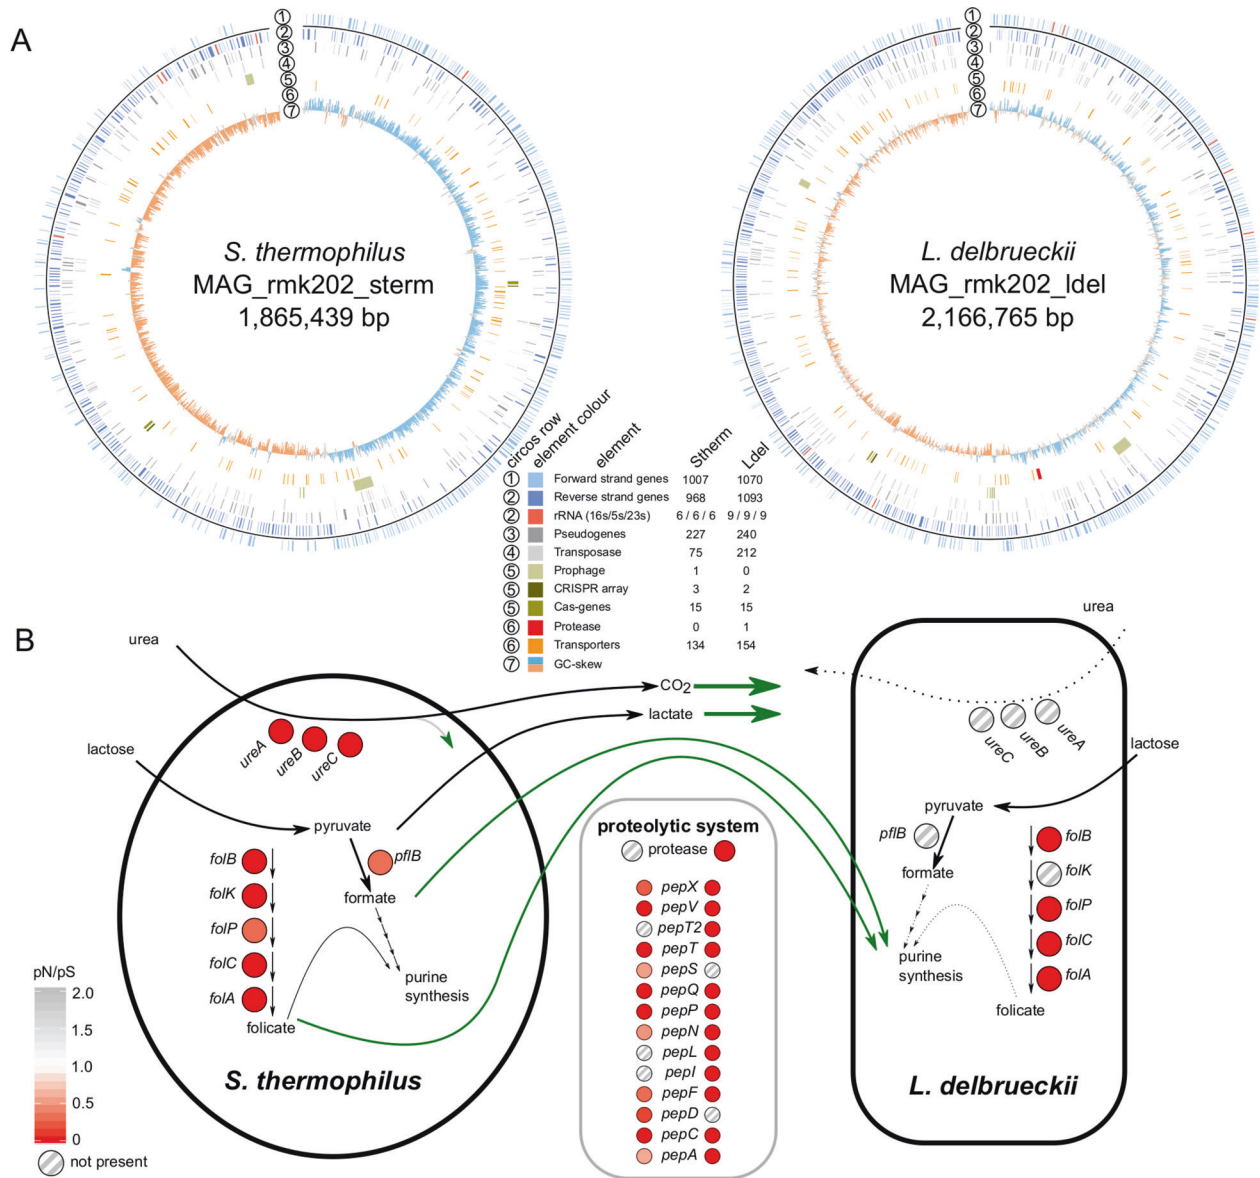 A
①
②
③
④
⑤
⑥
⑦
S. thermophilus
MAG_rmk202_sterm
1,865,439 bp
①
②
③
④
⑤
⑥
⑦
L. delbrueckii
MAG_rmk202_ldel
2,166,765 bp
circos row
element colour
element
Stherm
Ldel
① Forward strand genes 1007 1070
② Reverse strand genes 968 1093
② rRNA (16s/5s/23s) 6 / 6 / 6 9 / 9 / 9
③ Pseudogenes 227 240
④ Transposase 75 212
⑤ Prophage 1 0
⑤ CRISPR array 3 2
⑤ Cas-genes 15 15
⑥ Protease 0 1
⑥ Transporters 134 154
⑦ GC-skew
B
urea
lactose
ureA
ureB
ureC
pyruvate
pflB
formate
purine
synthesis
folB
folK
folP
folC
folA
folicate
S. thermophilus
CO2
lactate
proteolytic system
protease
pepX
pepV
pepT2
pepT
pepS
pepQ
pepP
pepN
pepL
pepI
pepF
pepD
pepC
pepA
urea
ureC
ureB
ureA
lactose
pyruvate
pflB
formate
purine
synthesis
folB
folK
folP
folC
folA
folicate
L. delbrueckii
pN/pS
2.0
1.5
1.0
0.5
0
not present